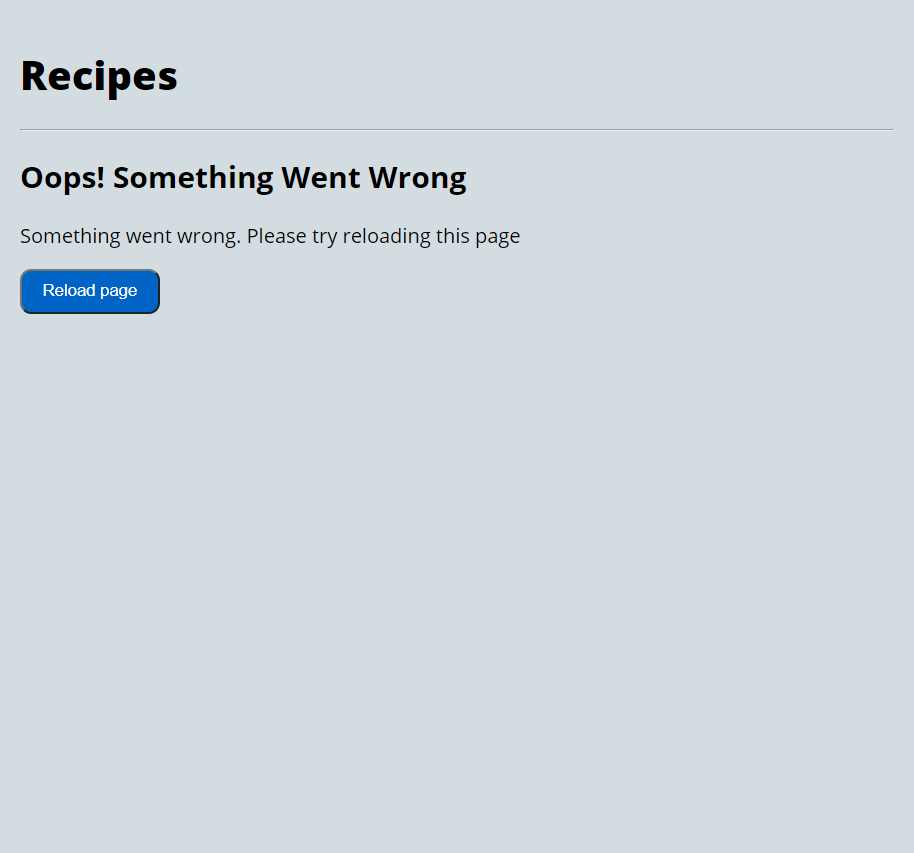 Recipes
Oops! Something Went Wrong
Something went wrong. Please try reloading this page
Reload page